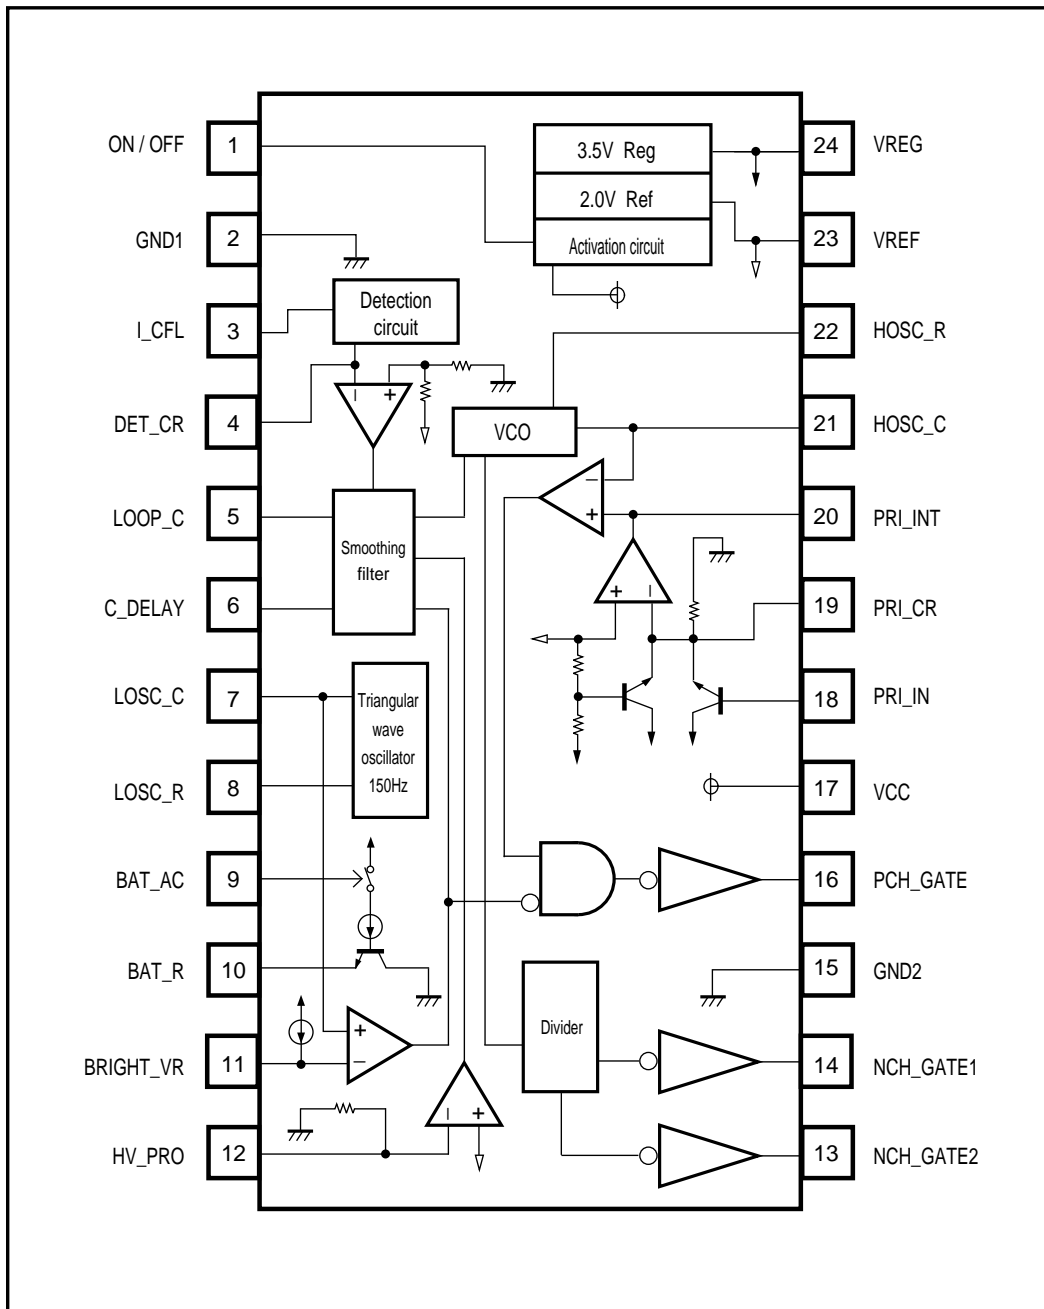 ON / OFF 1
GND1 2
I_CFL 3
DET_CR 4
LOOP_C 5
C_DELAY 6
LOSC_C 7
LOSC_R 8
BAT_AC 9
BAT_R 10
BRIGHT_VR 11
HV_PRO 12
3.5V Reg
2.0V Ref
Activation circuit
Detection
circuit
− +
VCO
−
+
+ −
Smoothing
filter
Triangular
wave
oscillator
150Hz
+
−
− +
Divider
24 VREG
23 VREF
22 HOSC_R
21 HOSC_C
20 PRI_INT
19 PRI_CR
18 PRI_IN
17 VCC
16 PCH_GATE
15 GND2
14 NCH_GATE1
13 NCH_GATE2